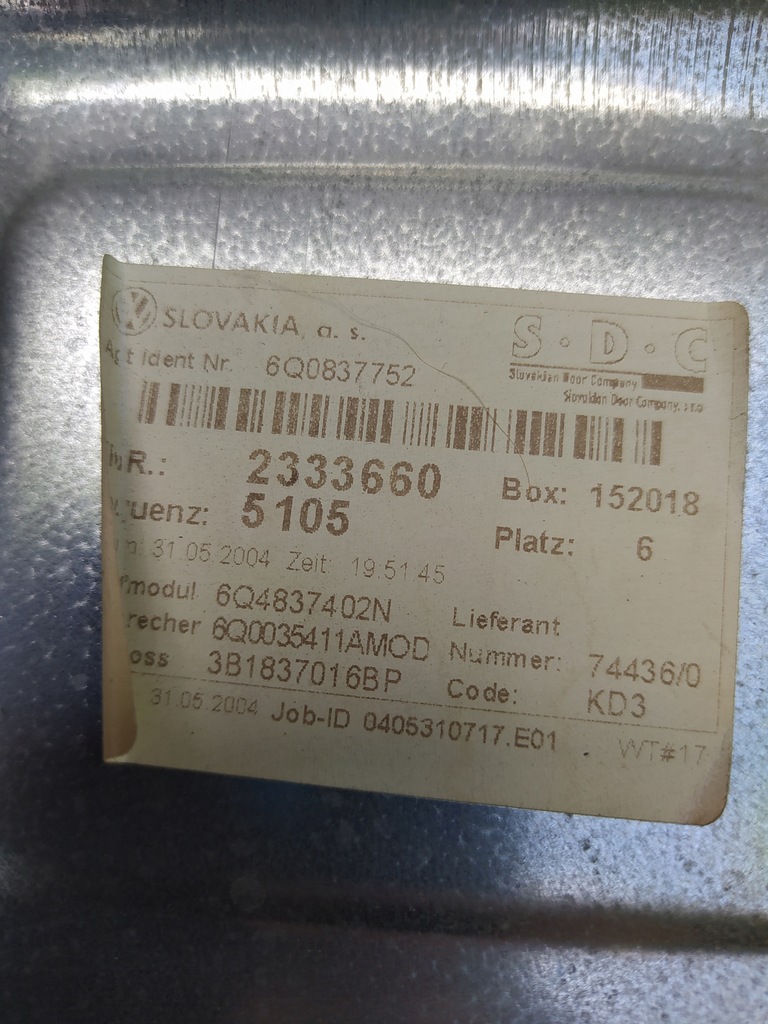 SLOVAKIA, a. s.
S · D · C
Slovakian Door Company
Slovakian Door Company, s.r.o
ident Nr. 6Q0837752
R.: 2333660 Box: 152018
uenz: 5105 Platz: 6
31.05.2004 Zeit: 19:51:45
modul 6Q4837402N Lieferant
recher 6Q0035411AMOD Nummer: 74436/0
oss 3B1837016BP Code: KD3
31.05.2004 Job-ID 0405310717.E01 WT#17